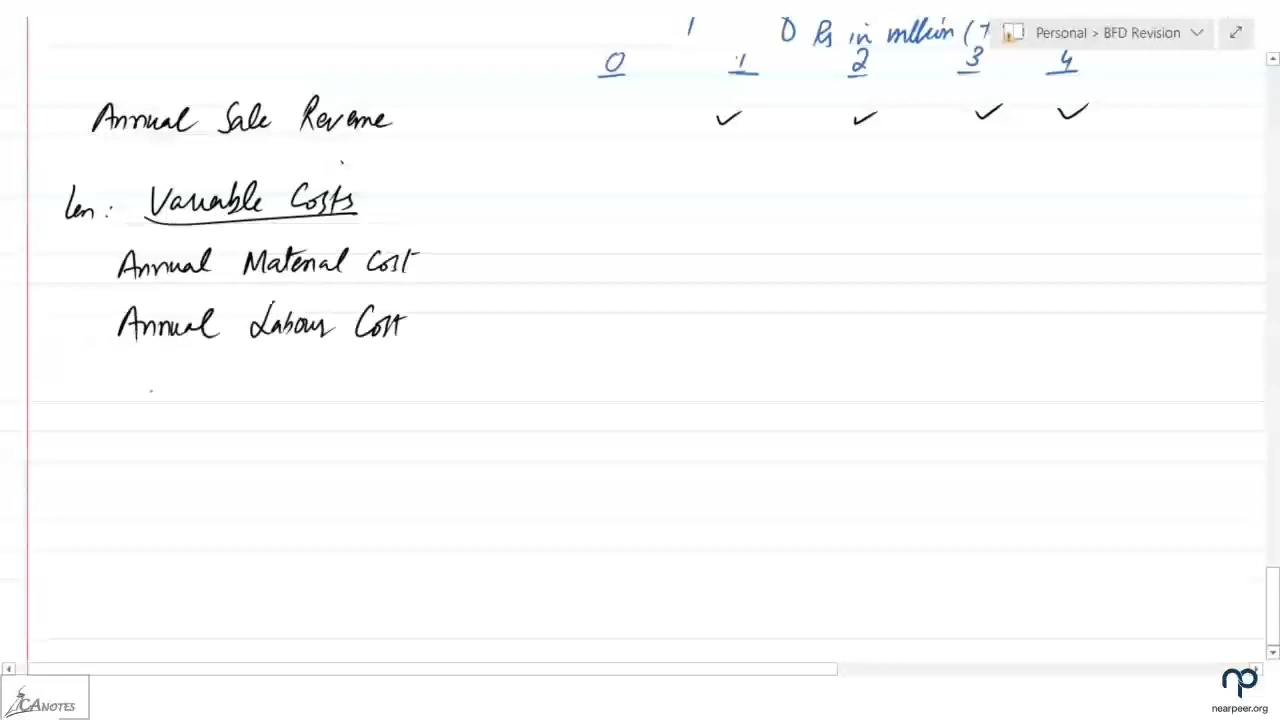 Rs in million
Personal > BFD Revision
0 1 2 3 4
Annual Sale Revenue ✓ ✓ ✓ ✓
Less: Variable Costs
Annual Material Cost
Annual Labour Cost
CANOTES
np
nearpeer.org